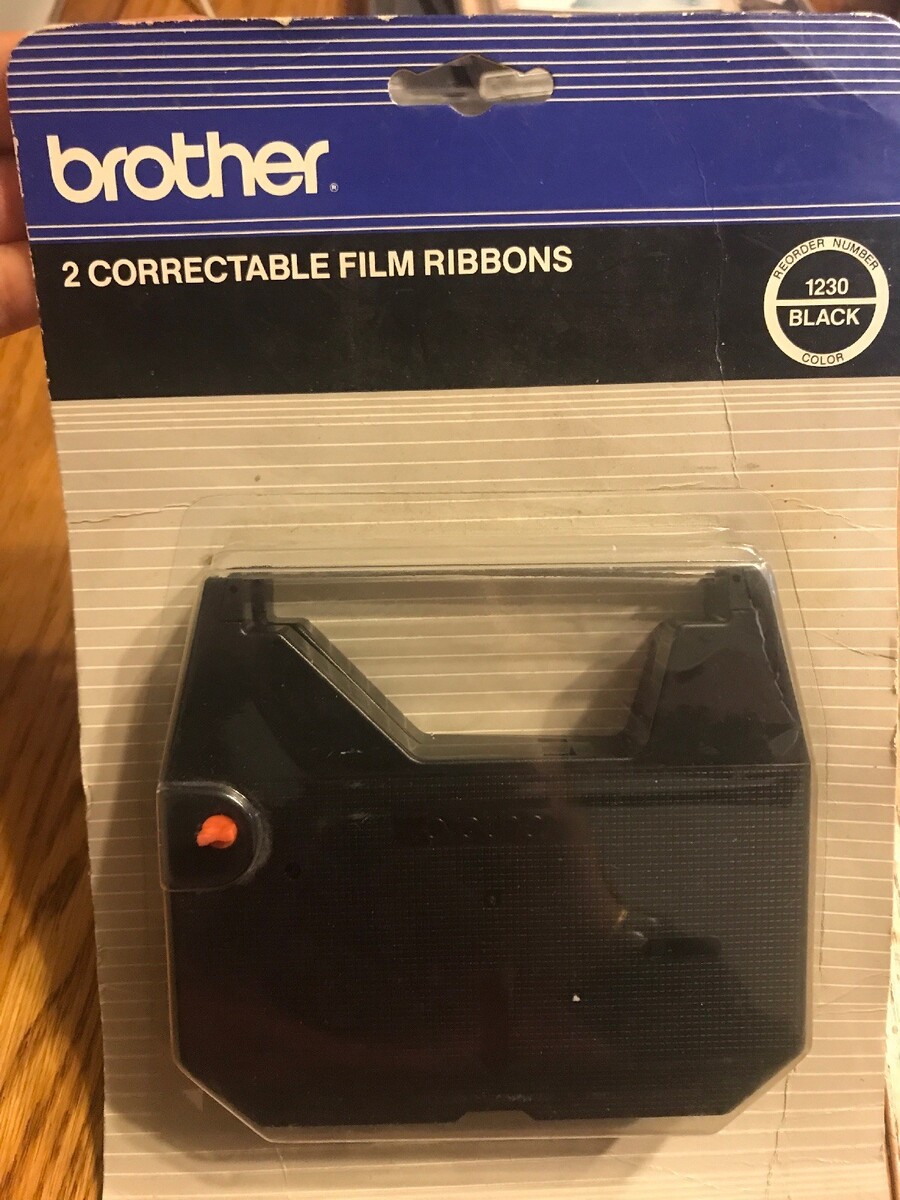 brother®
2 CORRECTABLE FILM RIBBONS
REORDER NUMBER
1230
BLACK
COLOR